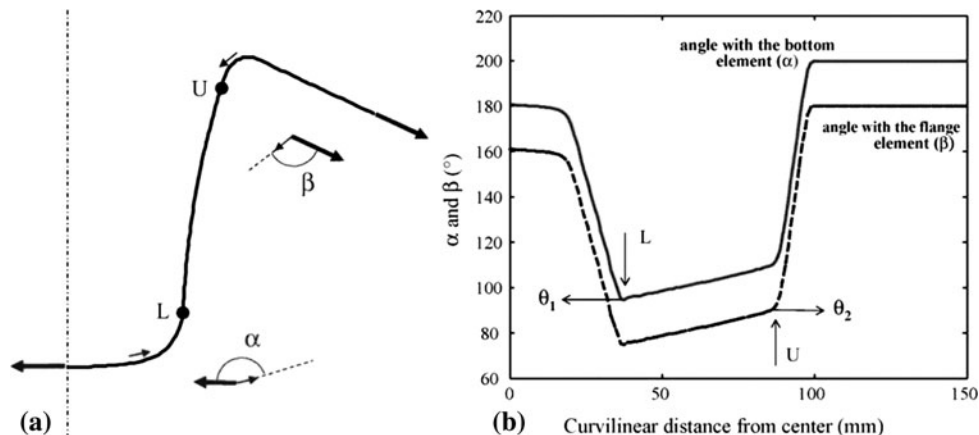 U
β
L
α
(a)
(b)
α and β (°)
200
180
160
140
120
100
80
60
angle with the bottom
element (α)
angle with the flange
element (β)
L
θ1
θ2
U
0
50
100
150
Curvilinear distance from center (mm)